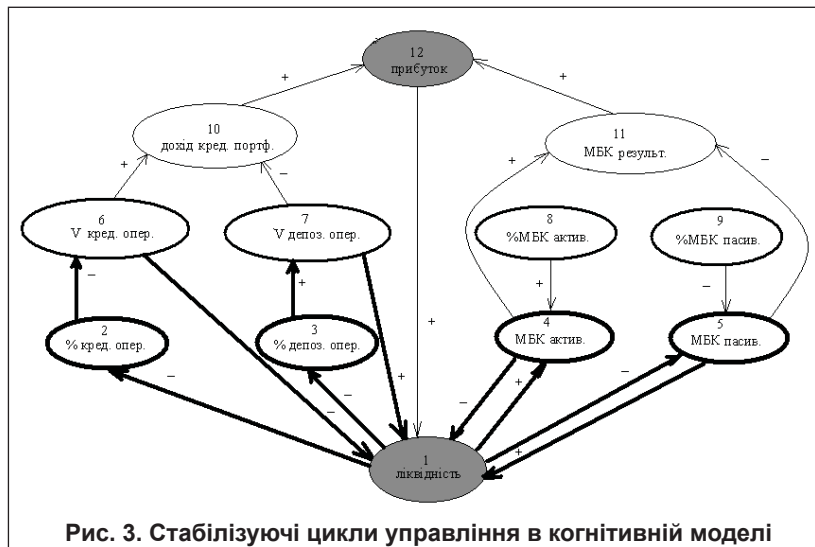 12
прибуток
+
+
10
дохід кред. портф.
11
МБК результ.
+
−
+
−
6
V кред. опер.
7
V депоз. опер.
8
%МБК актив.
9
%МБК пасив.
−
+
+
−
+
2
% кред. опер.
3
% депоз. опер.
4
МБК актив.
5
МБК пасив.
−
−
−
+
−
+
−
+
1
ліквідність
Рис. 3. Стабілізуючі цикли управління в когнітивній моделі